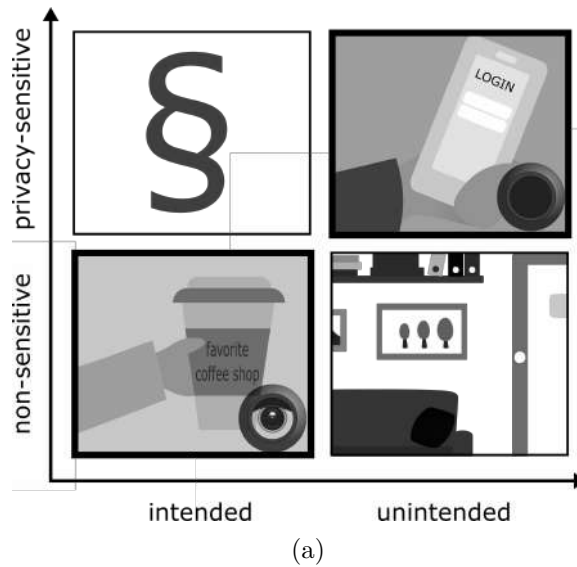 privacy-sensitive
§
LOGIN
non-sensitive
favorite
coffee shop
intended
unintended
(a)